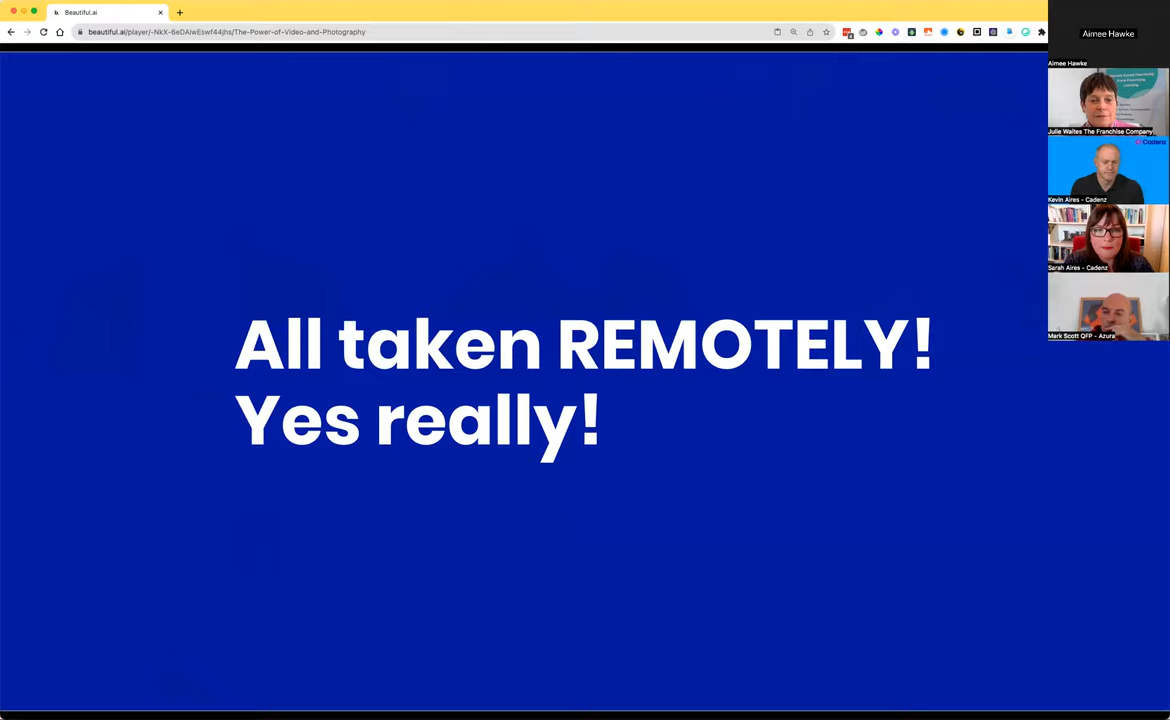 Beautiful.ai
beautiful.ai/player/-NkX-6eDAiwEswf44jhs/The-Power-of-Video-and-Photography
All taken REMOTELY!
Yes really!
Aimee Hawke
Aimee Hawke
Julie Waites The Franchise Company
Cadenz
Kevin Aires - Cadenz
Sarah Aires - Cadenz
Mark Scott QFP - Azura